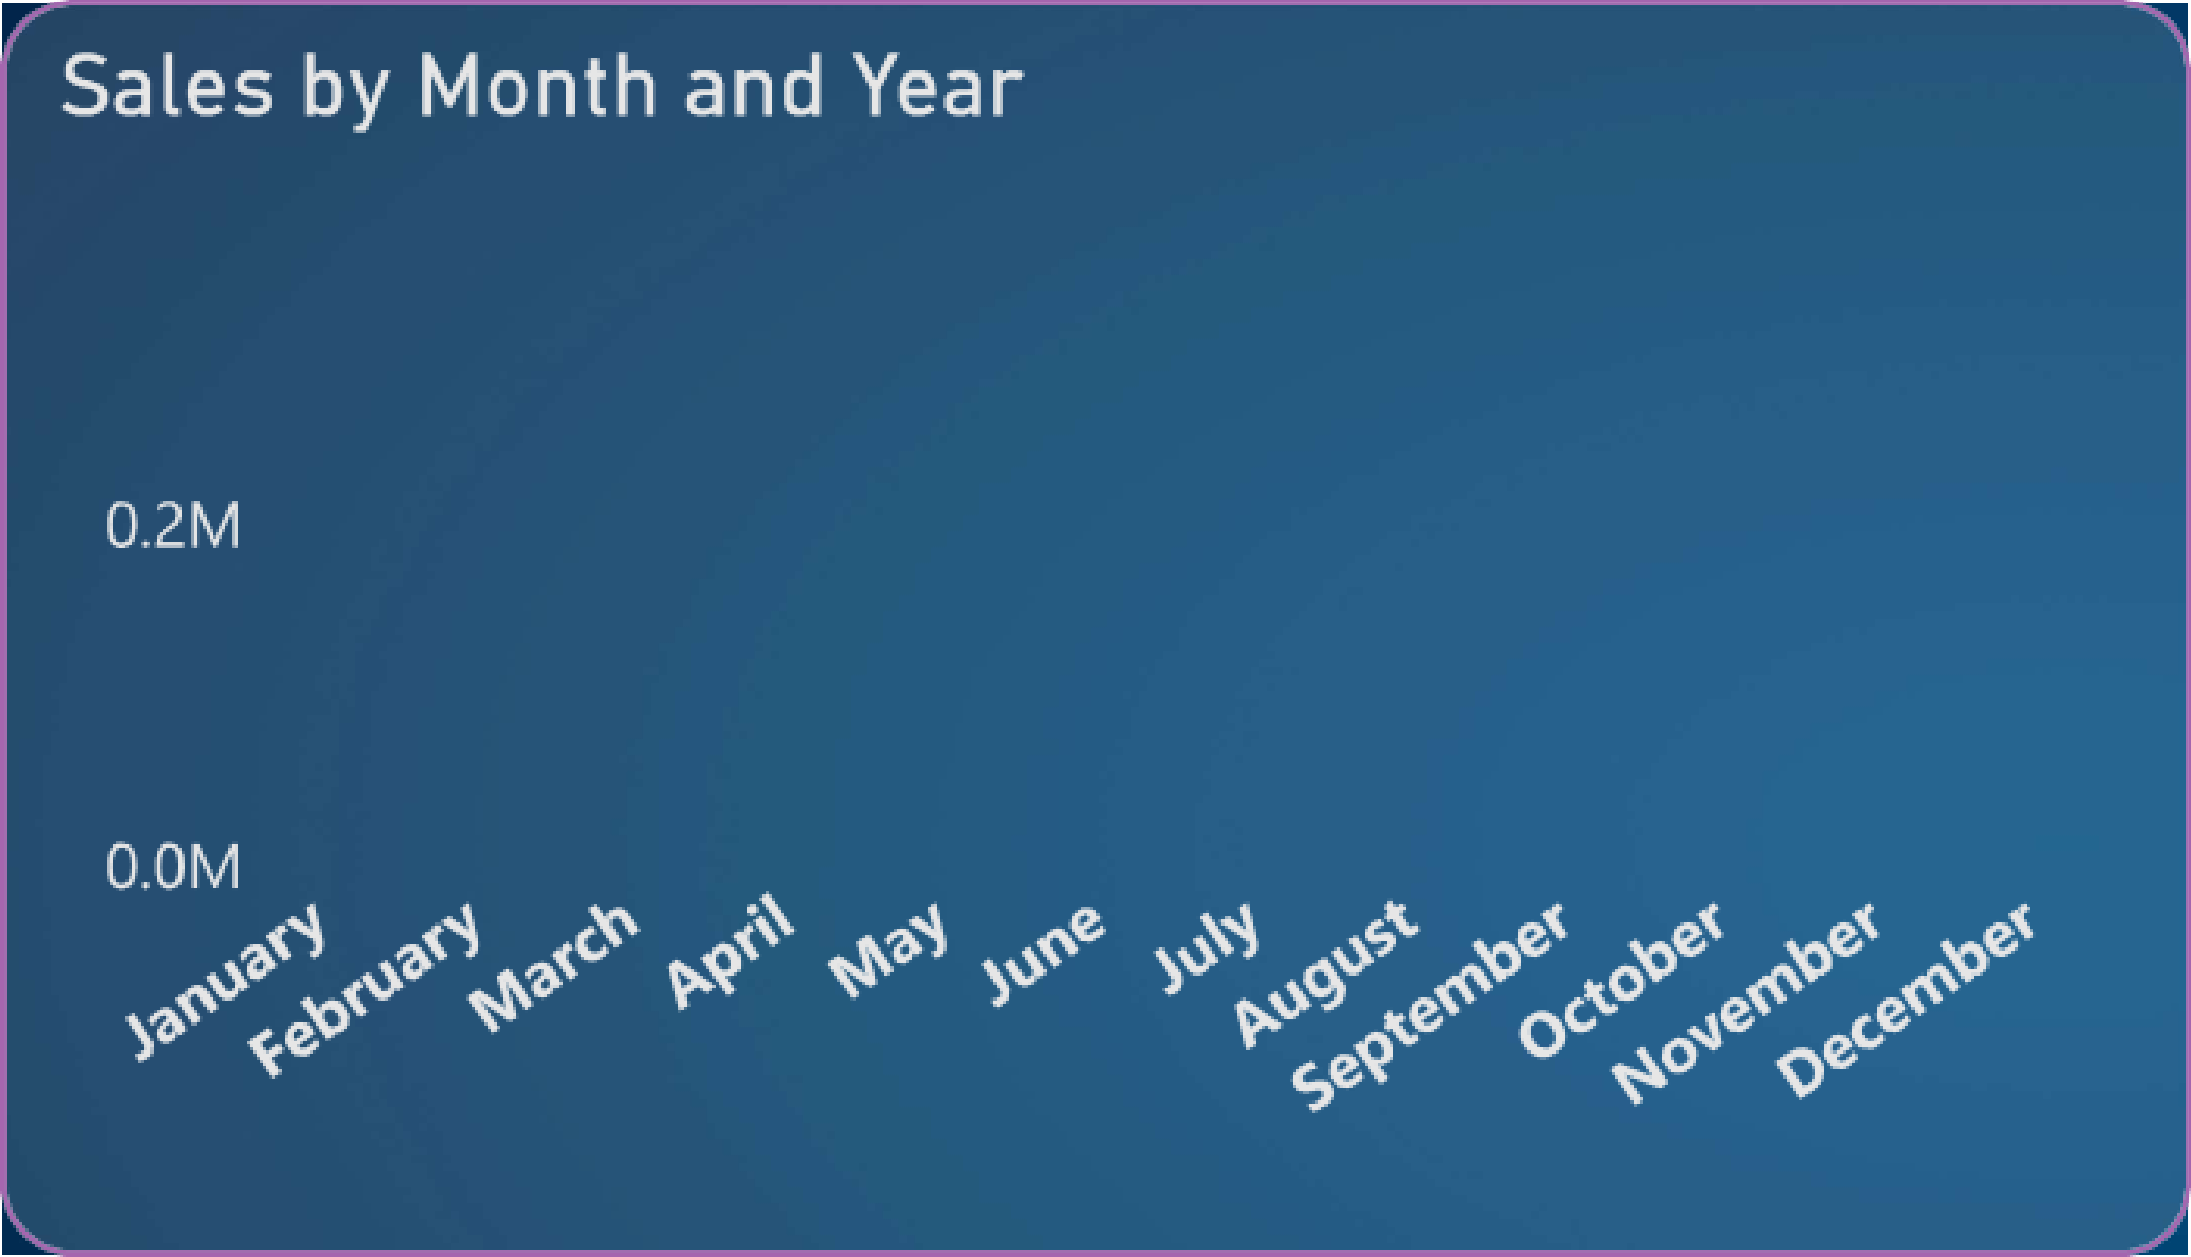 Sales by Month and Year
0.2M
0.0M
January
February
March
April
May
June
July
August
September
October
November
December